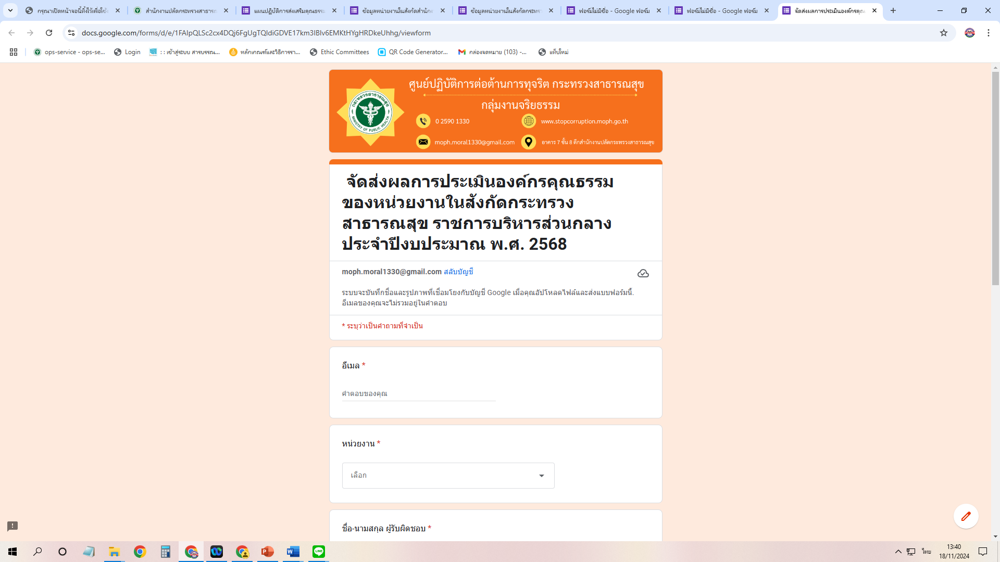 กรุณาเปิดหน้าจอนี้ทิ้งไว้เพื่อใช้
สำนักงานปลัดกระทรวงสาธารณ
แผนปฏิบัติการส่งเสริมคุณธรร
ข้อมูลหน่วยงานในสังกัดสำนัก
ข้อมูลหน่วยงานในสังกัดกระทร
ฟอร์มไม่มีชื่อ - Google ฟอร์ม
ฟอร์มไม่มีชื่อ - Google ฟอร์ม
จัดส่งผลการประเมินองค์กรคุณ
docs.google.com/forms/d/e/1FAIpQLSc2cx4DQj6FgUgTQldiGDVE17km3IBlv6EMKtHYgHRDkeUhhg/viewform
ops-service - ops-se...
Login
: : เข้าสู่ระบบ สารบรรณ...
หลักเกณฑ์และวิธีการรา...
Ethic Committees
QR Code Generator...
กล่องจดหมาย (103) -...
แท็บใหม่
ศูนย์ปฏิบัติการต่อต้านการทุจริต กระทรวงสาธารณสุข
กลุ่มงานจริยธรรม
กระทรวงสาธารณสุข
MINISTRY OF PUBLIC HEALTH
0 2590 1330
www.stopcorruption.moph.go.th
moph.moral1330@gmail.com
อาคาร 7 ชั้น 8 ตึกสำนักงานปลัดกระทรวงสาธารณสุข
จัดส่งผลการประเมินองค์กรคุณธรรม
ของหน่วยงานในสังกัดกระทรวง
สาธารณสุข ราชการบริหารส่วนกลาง
ประจำปีงบประมาณ พ.ศ. 2568
moph.moral1330@gmail.com สลับบัญชี
ระบบจะบันทึกชื่อและรูปภาพที่เชื่อมโยงกับบัญชี Google เมื่อคุณอัปโหลดไฟล์และส่งแบบฟอร์มนี้.
อีเมลของคุณจะไม่รวมอยู่ในคำตอบ
* ระบุว่าเป็นคำถามที่จำเป็น
อีเมล *
คำตอบของคุณ
หน่วยงาน *
เลือก
ชื่อ-นามสกุล ผู้รับผิดชอบ *
ไทย
13:40
18/11/2024